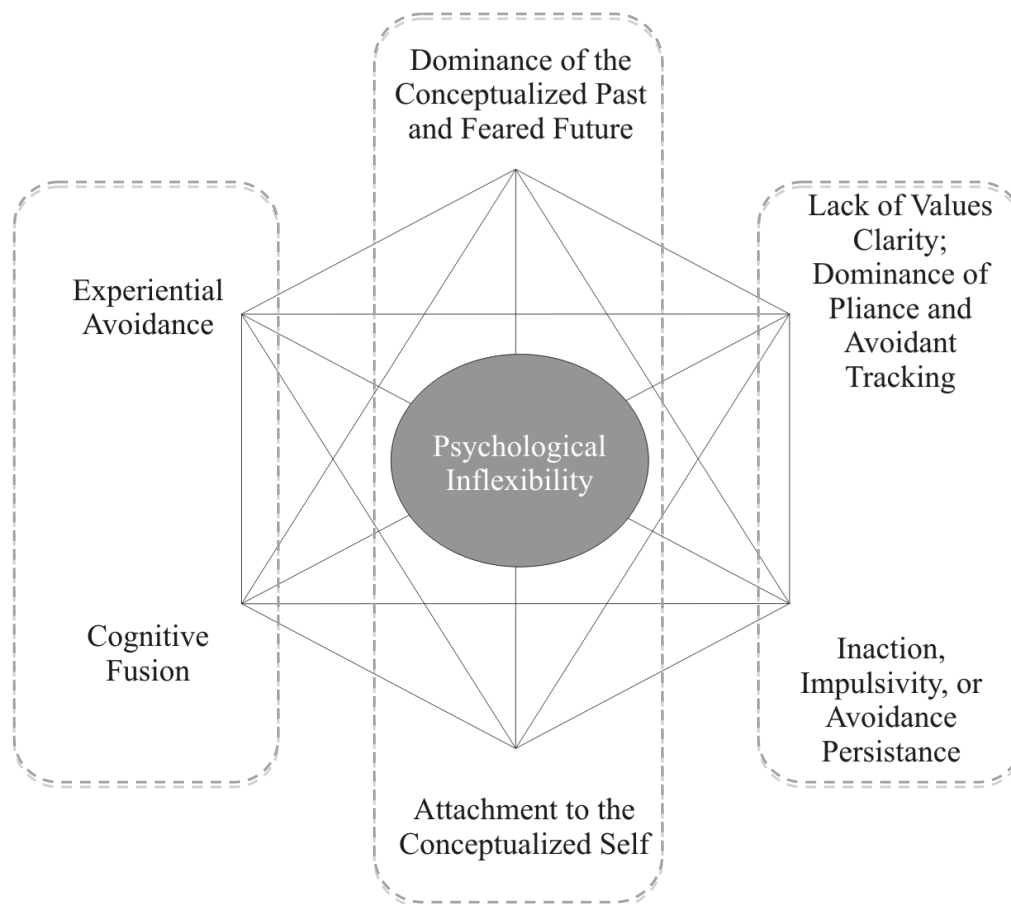 Dominance of the
Conceptualized Past
and Feared Future
Experiential
Avoidance
Lack of Values
Clarity;
Dominance of
Pliance and
Avoidant
Tracking
Psychological
Inflexibility
Cognitive
Fusion
Inaction,
Impulsivity, or
Avoidance
Persistance
Attachment to the
Conceptualized Self